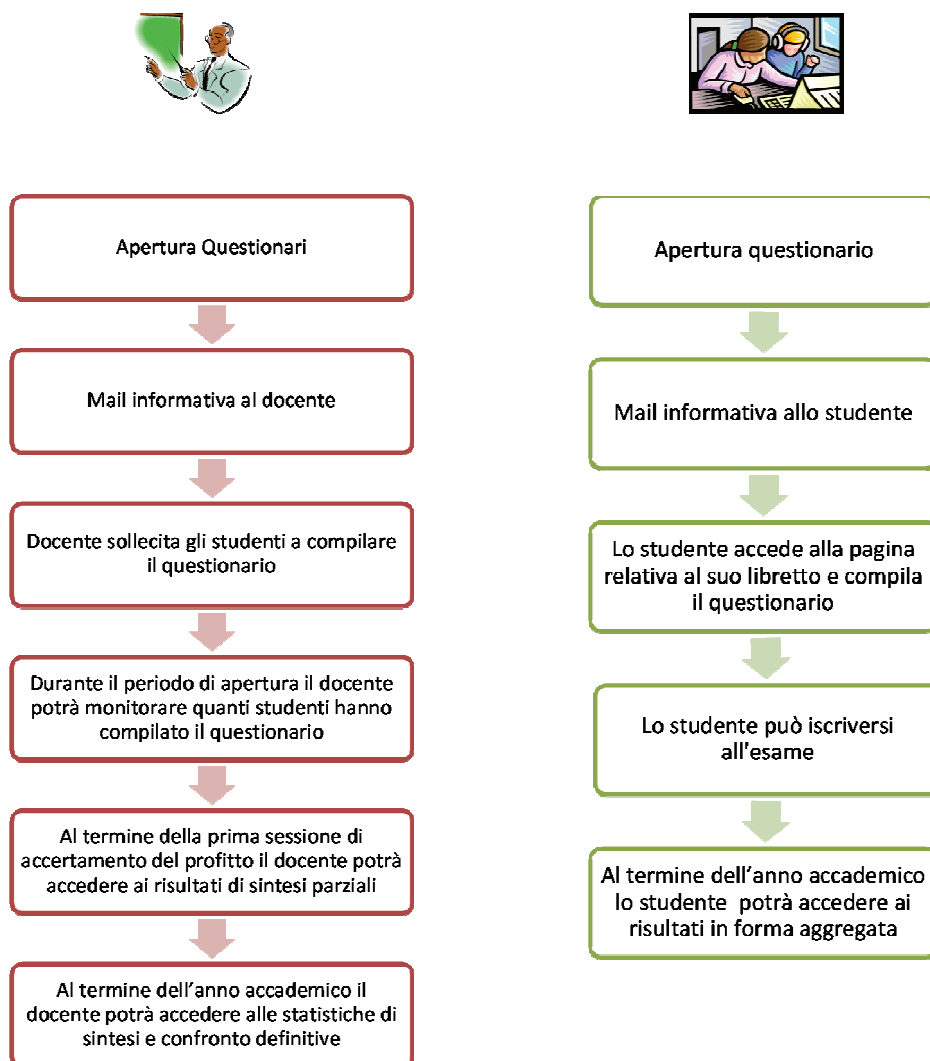 Apertura Questionari
Mail informativa al docente
Docente sollecita gli studenti a compilare
il questionario
Durante il periodo di apertura il docente
potrà monitorare quanti studenti hanno
compilato il questionario
Al termine della prima sessione di
accertamento del profitto il docente potrà
accedere ai risultati di sintesi parziali
Al termine dell'anno accademico il
docente potrà accedere alle statistiche di
sintesi e confronto definitive
Apertura questionario
Mail informativa allo studente
Lo studente accede alla pagina
relativa al suo libretto e compila
il questionario
Lo studente può iscriversi
all'esame
Al termine dell'anno accademico
lo studente potrà accedere ai
risultati in forma aggregata